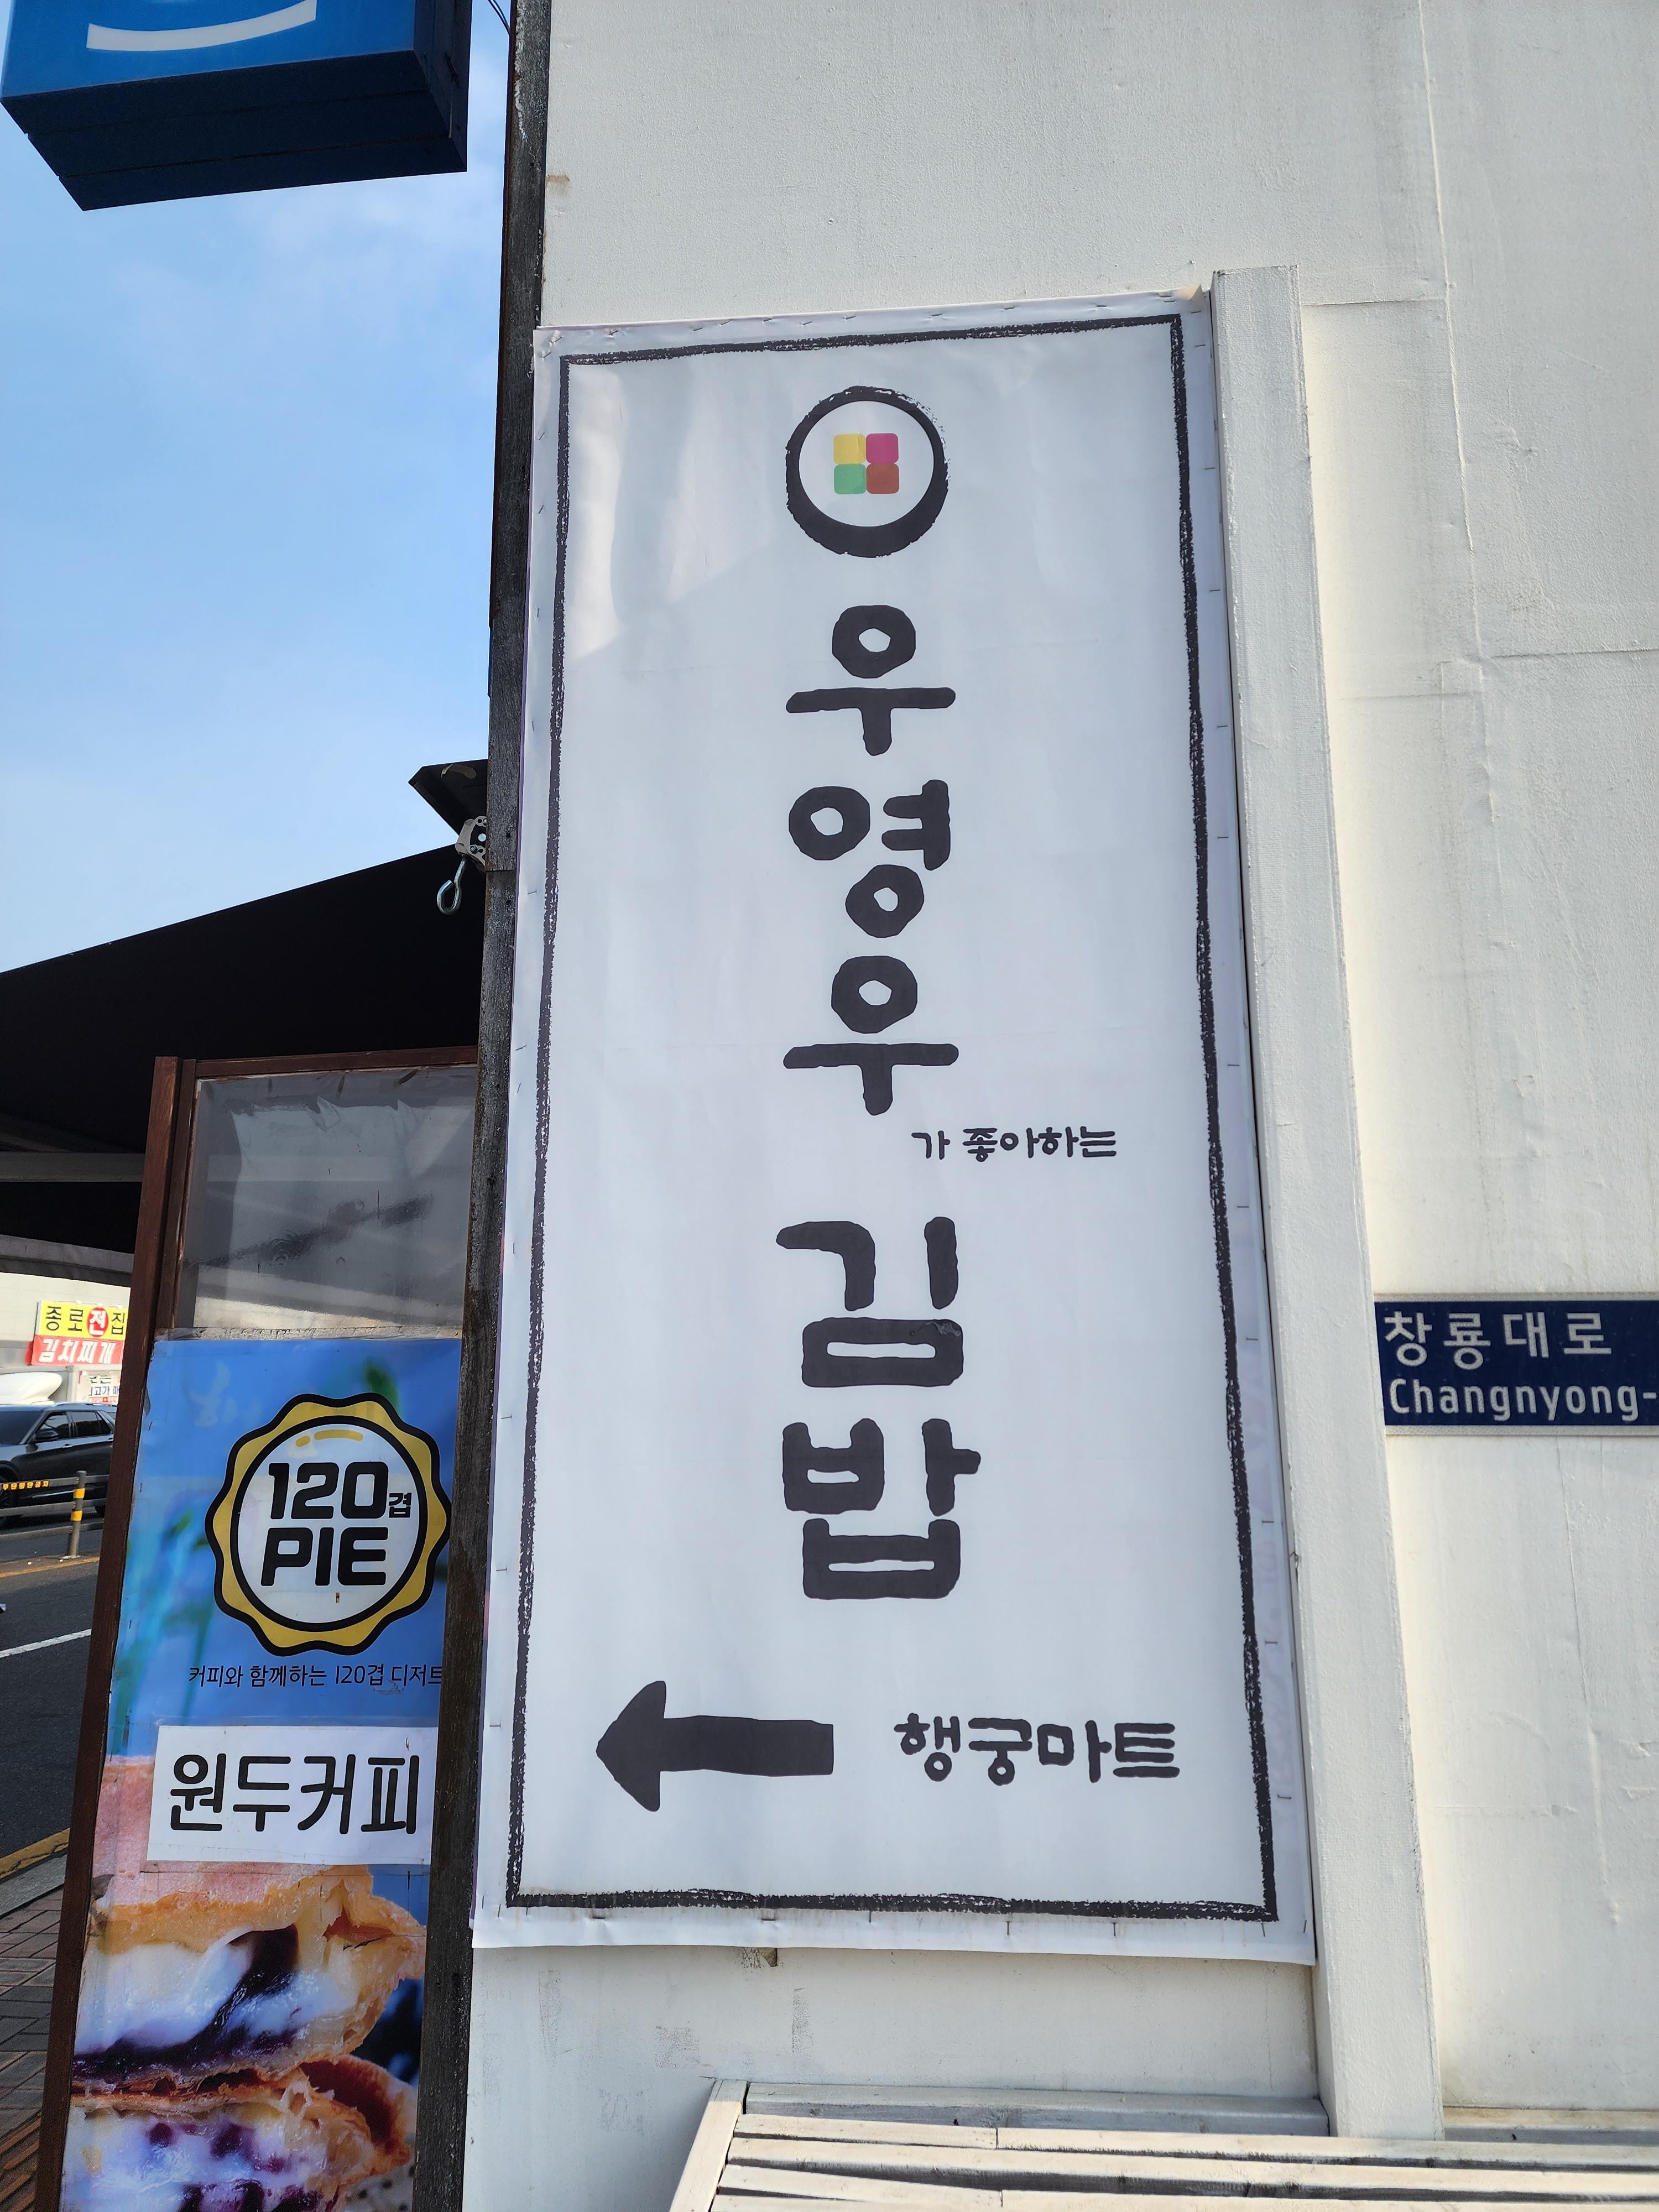 우
영
우
가 좋아하는
김
밥
행궁마트
창룡대로
Changnyong-
종로전집
김치찌개
120겹
PIE
커피와 함께하는 120겹 디저트
원두커피